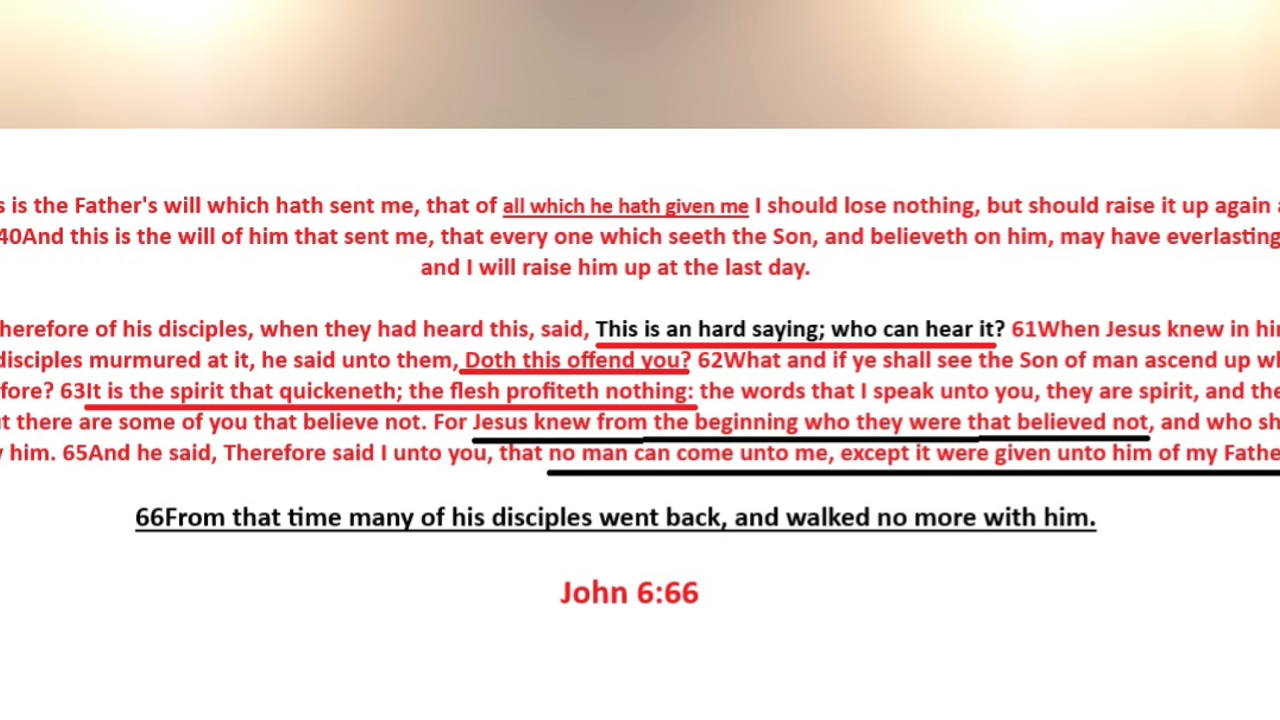 is the Father's will which hath sent me, that of all which he hath given me I should lose nothing, but should raise it up again
40And this is the will of him that sent me, that every one which seeth the Son, and believeth on him, may have everlasting
and I will raise him up at the last day.
herefore of his disciples, when they had heard this, said, This is an hard saying; who can hear it? 61When Jesus knew in
disciples murmured at it, he said unto them, Doth this offend you? 62What and if ye shall see the Son of man ascend up
fore? 63It is the spirit that quickeneth; the flesh profiteth nothing: the words that I speak unto you, they are spirit, and
there are some of you that believe not. For Jesus knew from the beginning who they were that believed not, and who
him. 65And he said, Therefore said I unto you, that no man can come unto me, except it were given unto him of my Fathe
66From that time many of his disciples went back, and walked no more with him.
John 6:66